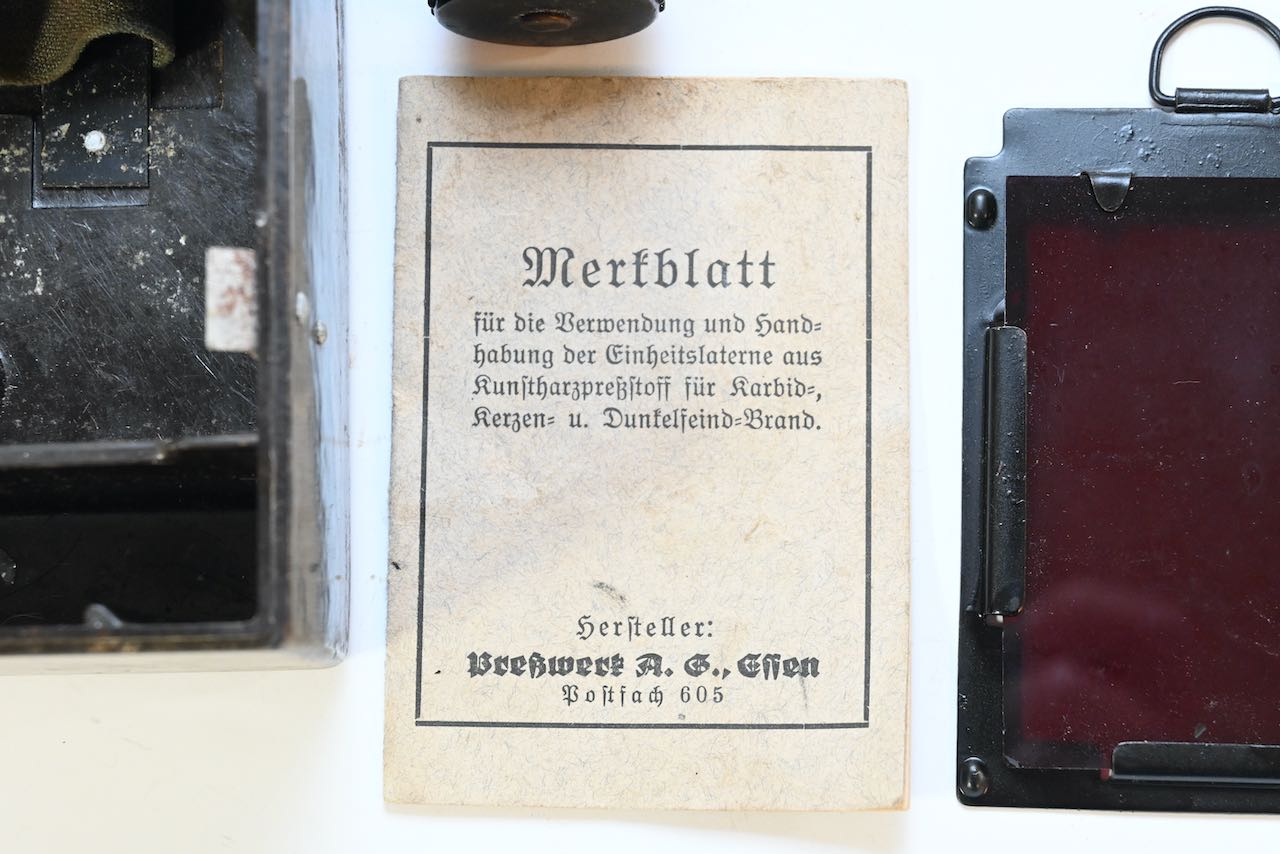 Merkblatt
für die Verwendung und Hand-
habung der Einheitslaterne aus
Kunstharzpreßstoff für Karbid-,
Kerzen- u. Dunkelfeind-Brand.
Hersteller:
Preßwerk A. G., Essen
Postfach 605